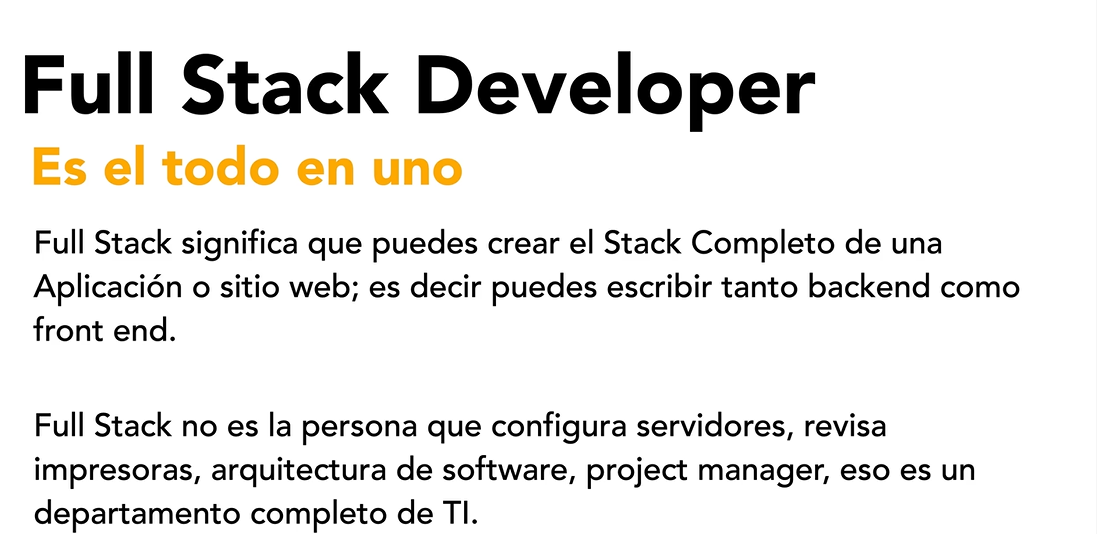 Full Stack Developer
Es el todo en uno
Full Stack significa que puedes crear el Stack Completo de una
Aplicación o sitio web; es decir puedes escribir tanto backend como
front end.
Full Stack no es la persona que configura servidores, revisa
impresoras, arquitectura de software, project manager, eso es un
departamento completo de TI.